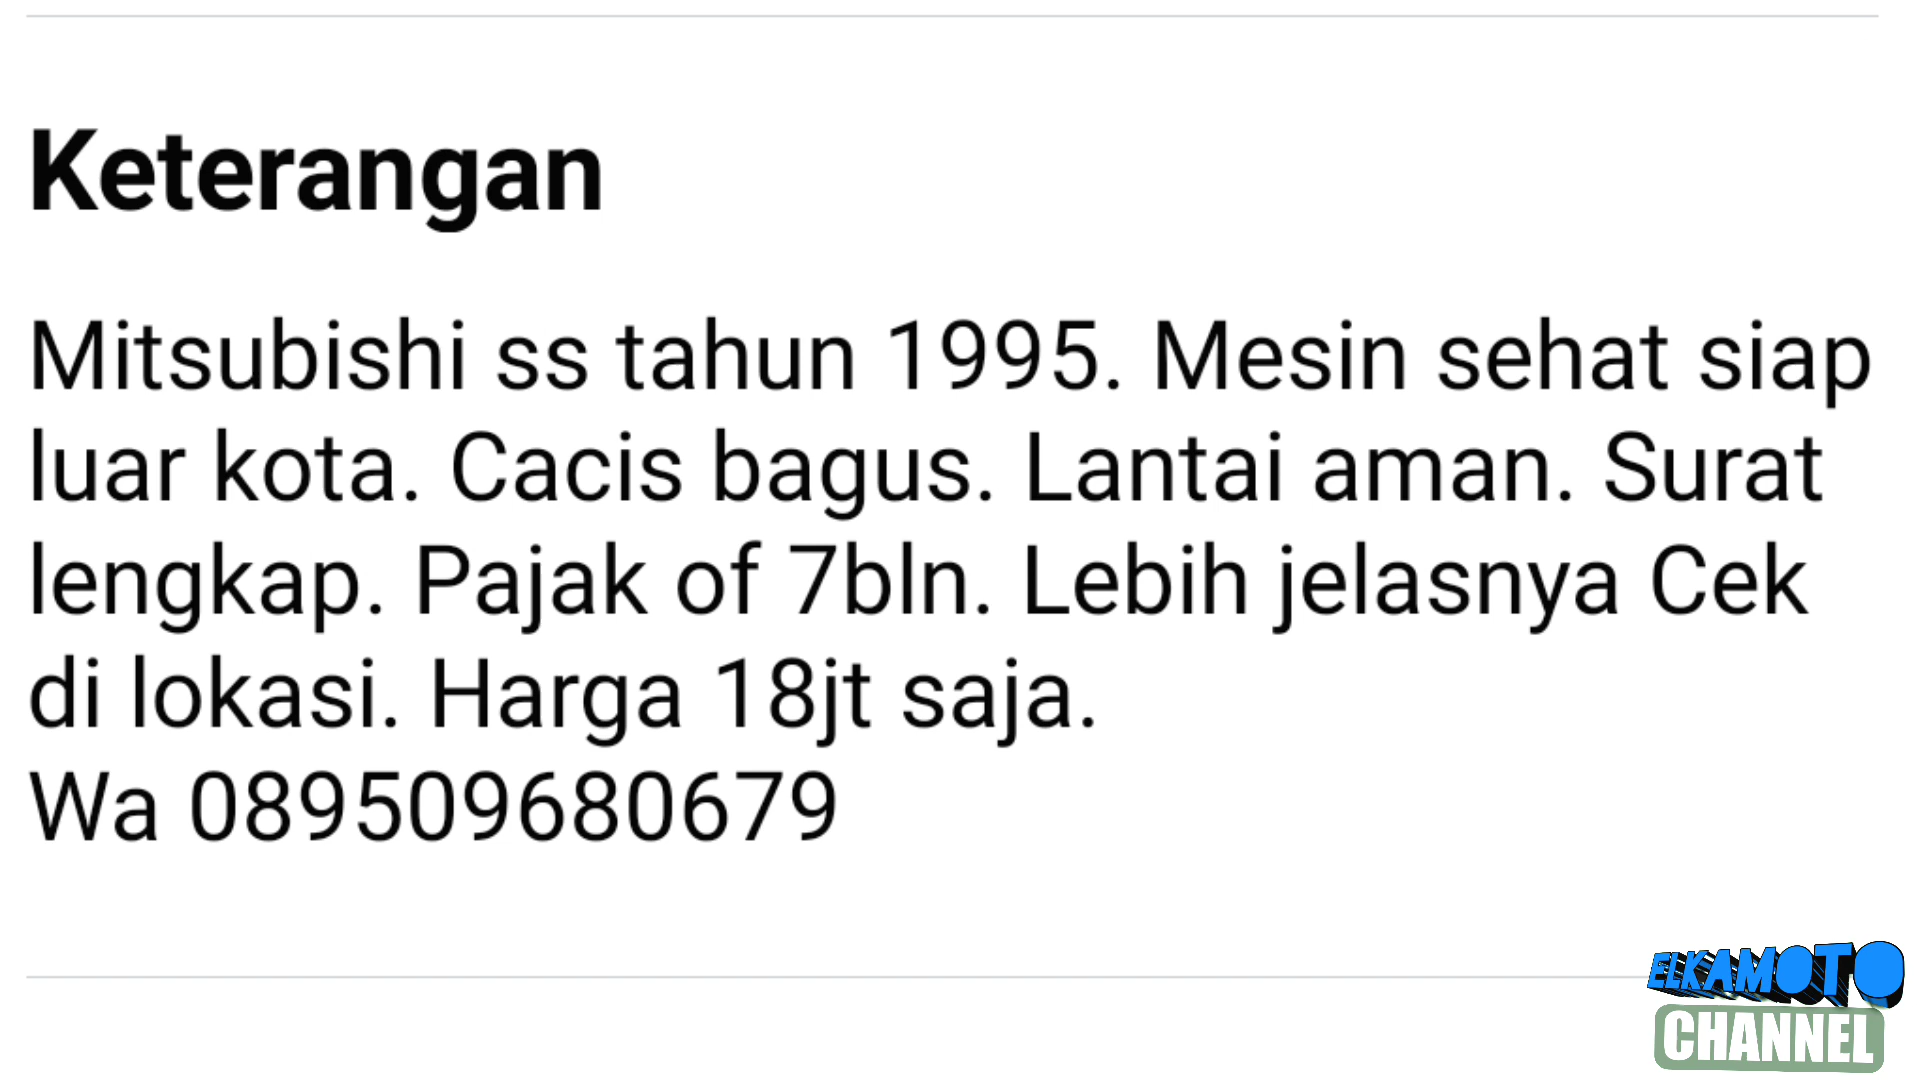 Keterangan
Mitsubishi ss tahun 1995. Mesin sehat siap
luar kota. Cacis bagus. Lantai aman. Surat
lengkap. Pajak of 7bln. Lebih jelasnya Cek
di lokasi. Harga 18jt saja.
Wa 089509680679
ELKAMOTO
CHANNEL